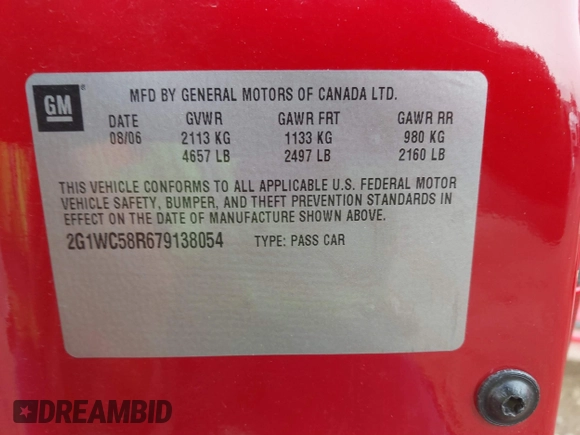 GM
MFD BY GENERAL MOTORS OF CANADA LTD.
DATE GVWR GAWR FRT GAWR RR
08/06 2113 KG 1133 KG 980 KG
4657 LB 2497 LB 2160 LB
THIS VEHICLE CONFORMS TO ALL APPLICABLE U.S. FEDERAL MOTOR
VEHICLE SAFETY, BUMPER, AND THEFT PREVENTION STANDARDS IN
EFFECT ON THE DATE OF MANUFACTURE SHOWN ABOVE.
2G1WC58R679138054 TYPE: PASS CAR
DREAMBID